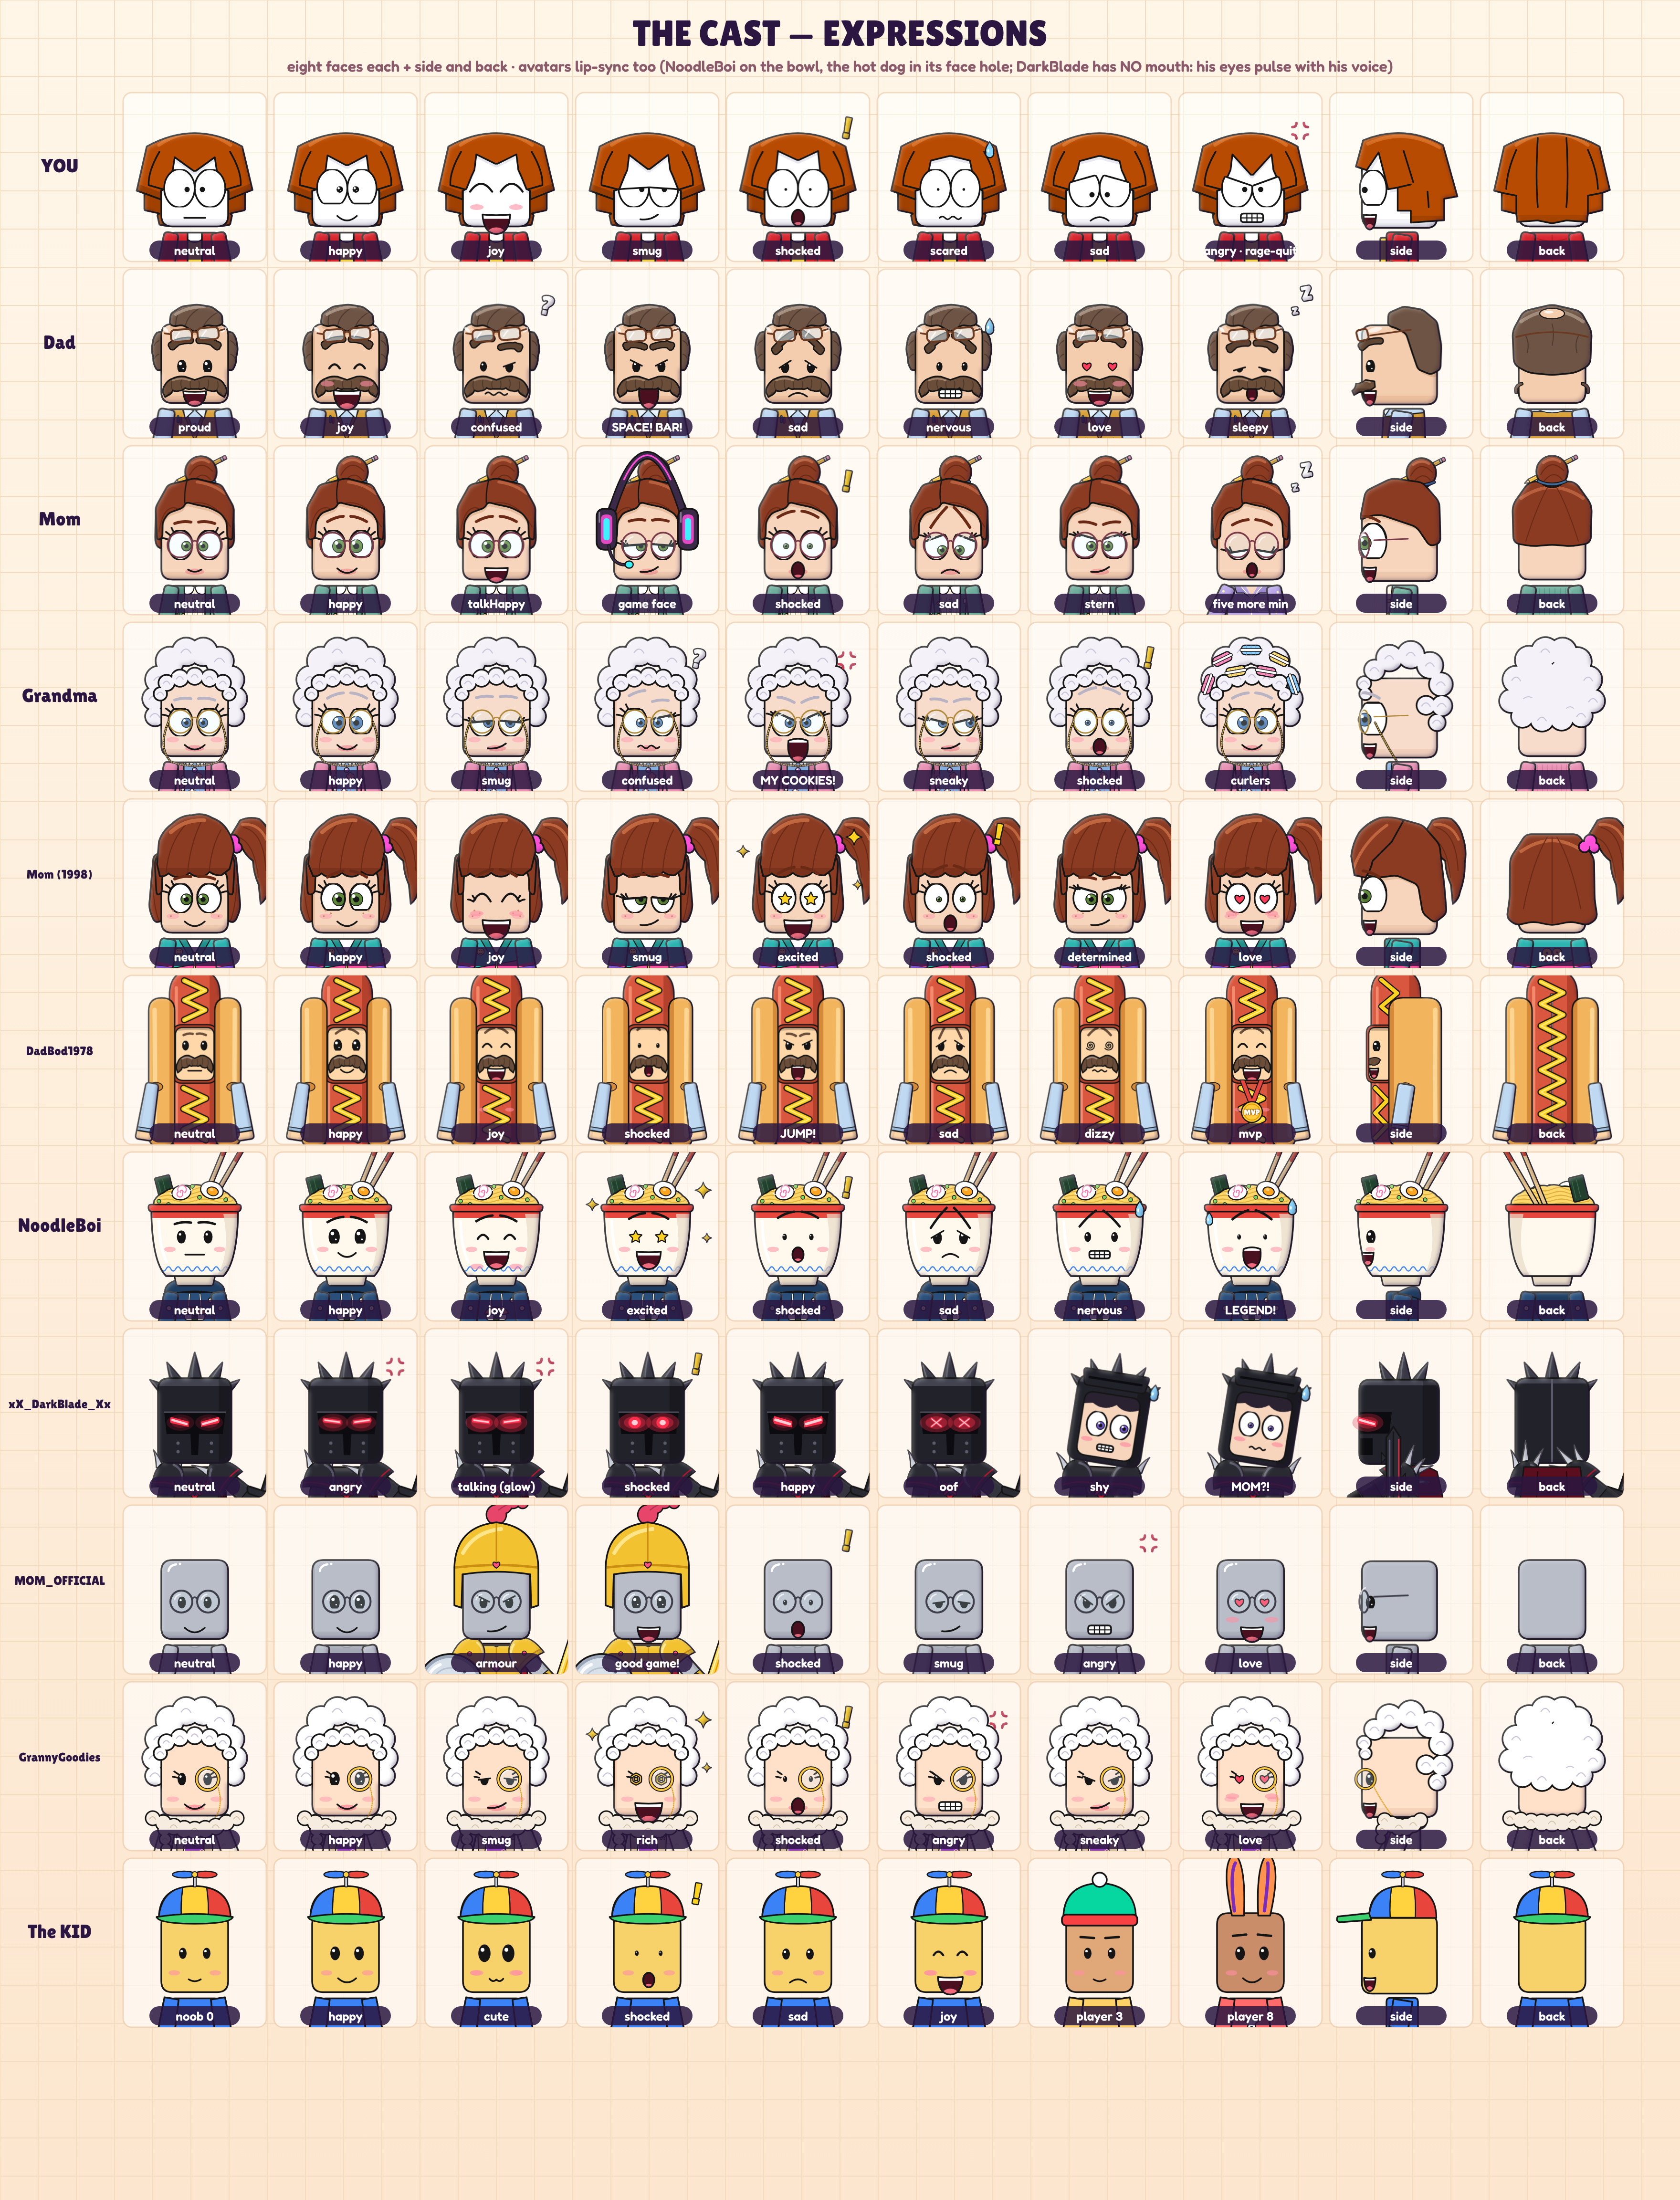 THE CAST — EXPRESSIONS
eight faces each + side and back · avatars lip-sync too (NoodleBoi on the bowl, the hot dog in its face hole; DarkBlade has NO mouth: his eyes pulse with his voice)
YOU
neutral happy joy smug shocked scared sad angry · rage-quit side back
Dad
proud joy confused SPACE! BAR! sad nervous love sleepy side back
Mom
neutral happy talkHappy game face shocked sad stern five more min side back
Grandma
neutral happy smug confused MY COOKIES! sneaky shocked curlers side back
Mom (1998)
neutral happy joy smug excited shocked determined love side back
DadBod1978
MVP
neutral happy joy shocked JUMP! sad dizzy mvp side back
NoodleBoi
neutral happy joy excited shocked sad nervous LEGEND! side back
xX_DarkBlade_Xx
neutral angry talking (glow) shocked happy oof shy MOM?! side back
MOM_OFFICIAL
neutral happy armour good game! shocked smug angry love side back
GrannyGoodies
neutral happy smug rich shocked angry sneaky love side back
The KID
noob 0 happy cute shocked sad joy player 3 player 8 side back